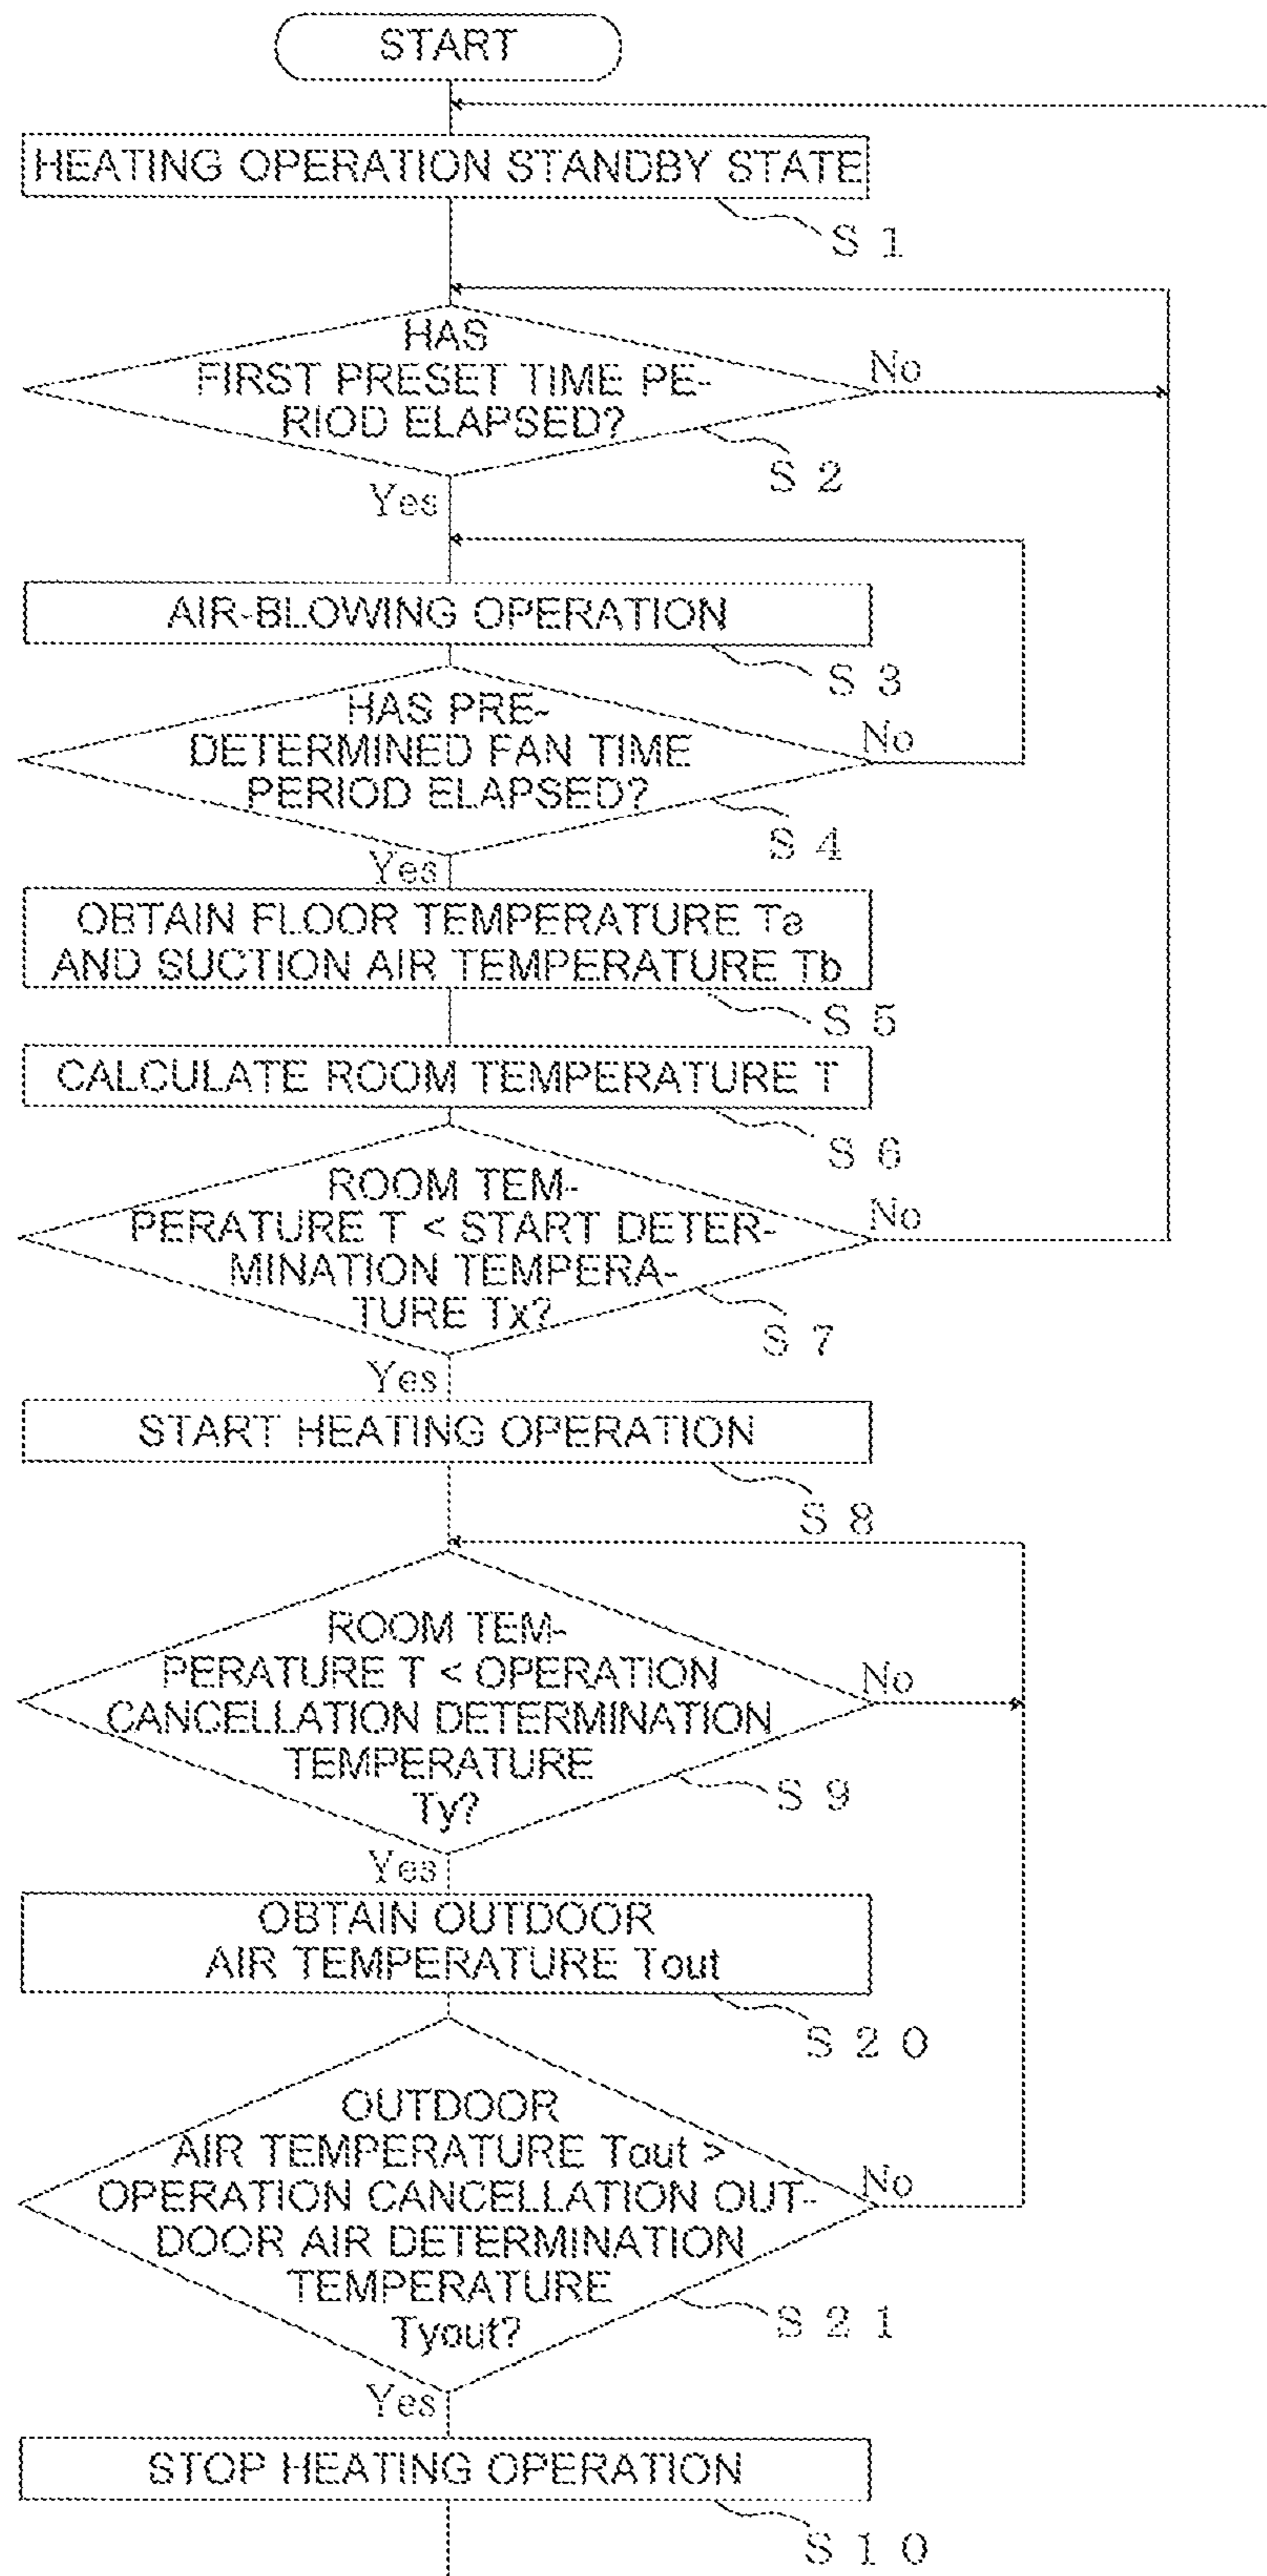 START
HEATING OPERATION STANDBY STATE
S 1
HAS
FIRST PRESET TIME PE-
RIOD ELAPSED?
No
S 2
Yes
AIR-BLOWING OPERATION
S 3
HAS PRE-
DETERMINED FAN TIME
PERIOD ELAPSED?
No
S 4
Yes
OBTAIN FLOOR TEMPERATURE Ta
AND SUCTION AIR TEMPERATURE Tb
S 5
CALCULATE ROOM TEMPERATURE T
S 6
ROOM TEM-
PERATURE T < START DETER-
MINATION TEMPERA-
TURE Tx?
No
S 7
Yes
START HEATING OPERATION
S 8
ROOM TEM-
PERATURE T < OPERATION
CANCELLATION DETERMINATION
TEMPERATURE
Ty?
No
S 9
Yes
OBTAIN OUTDOOR
AIR TEMPERATURE Tout
S 2 0
OUTDOOR
AIR TEMPERATURE Tout >
OPERATION CANCELLATION OUT-
DOOR AIR DETERMINATION
TEMPERATURE
Tyout?
No
S 2 1
Yes
STOP HEATING OPERATION
S 1 0